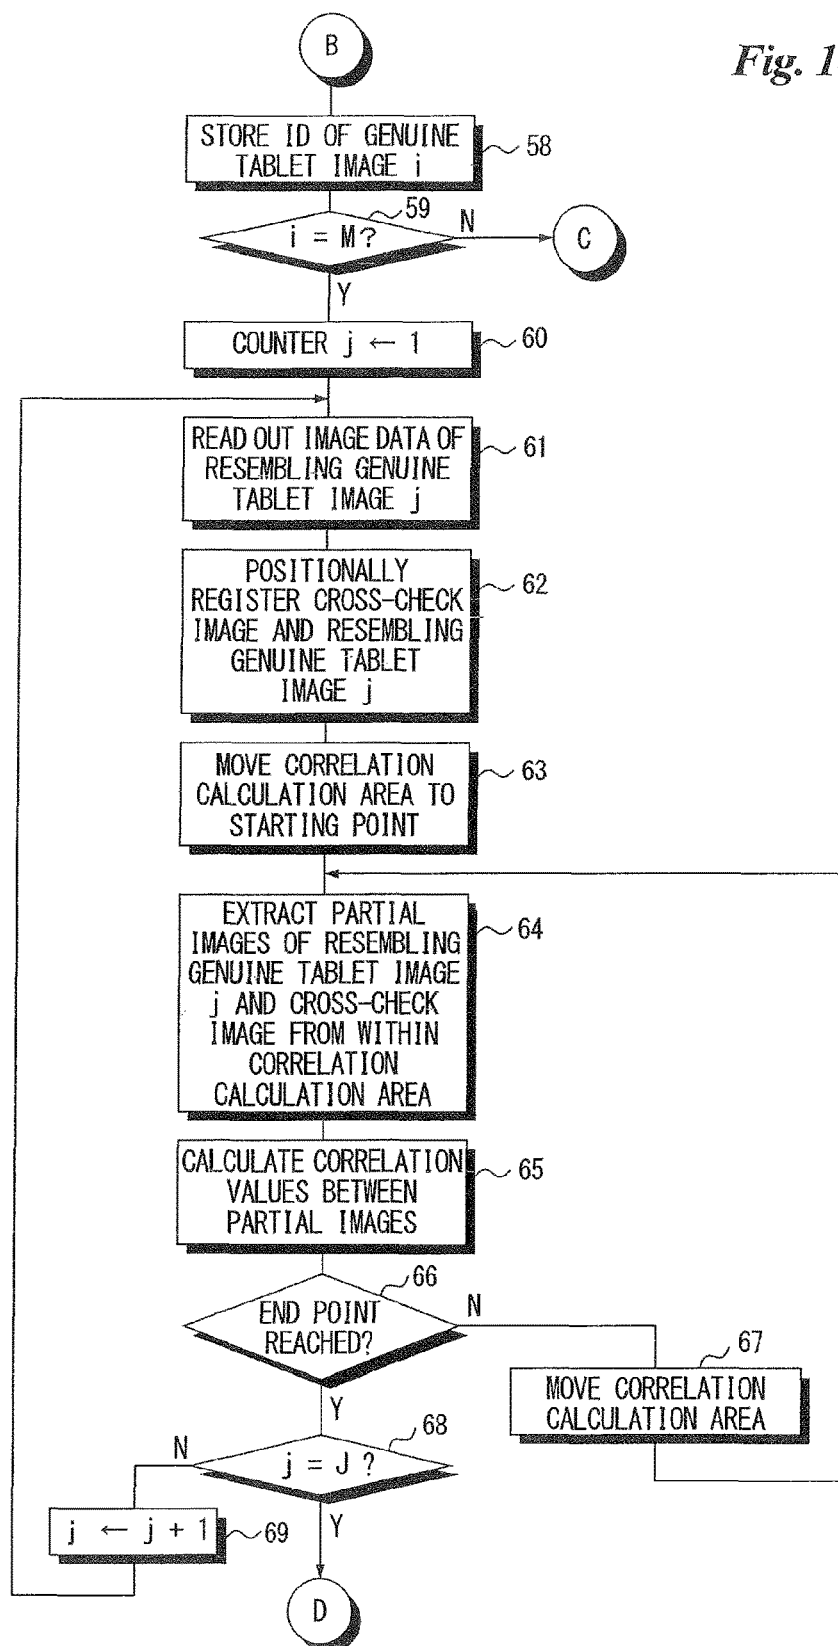 B
Fig. 1
STORE ID OF GENUINE
TABLET IMAGE i
58
59
i = M?
N
C
Y
COUNTER j ← 1
60
READ OUT IMAGE DATA OF
RESEMBLING GENUINE
TABLET IMAGE j
61
POSITIONALLY
REGISTER CROSS-CHECK
IMAGE AND RESEMBLING
GENUINE TABLET
IMAGE j
62
MOVE CORRELATION
CALCULATION AREA TO
STARTING POINT
63
EXTRACT PARTIAL
IMAGES OF RESEMBLING
GENUINE TABLET IMAGE
j AND CROSS-CHECK
IMAGE FROM WITHIN
CORRELATION
CALCULATION AREA
64
CALCULATE CORRELATION
VALUES BETWEEN
PARTIAL IMAGES
65
66
END POINT
REACHED?
N
67
MOVE CORRELATION
CALCULATION AREA
Y
68
N
j = J ?
j ← j + 1
69
Y
D